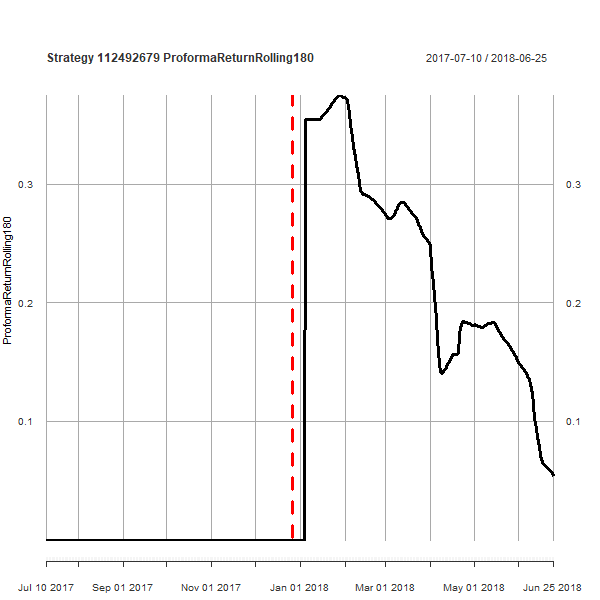 Strategy 112492679 ProformaReturnRolling180
2017-07-10 / 2018-06-25
ProformaReturnRolling180
0.3
0.3
0.2
0.2
0.1
0.1
Jul 10 2017
Sep 01 2017
Nov 01 2017
Jan 01 2018
Mar 01 2018
May 01 2018
Jun 25 2018